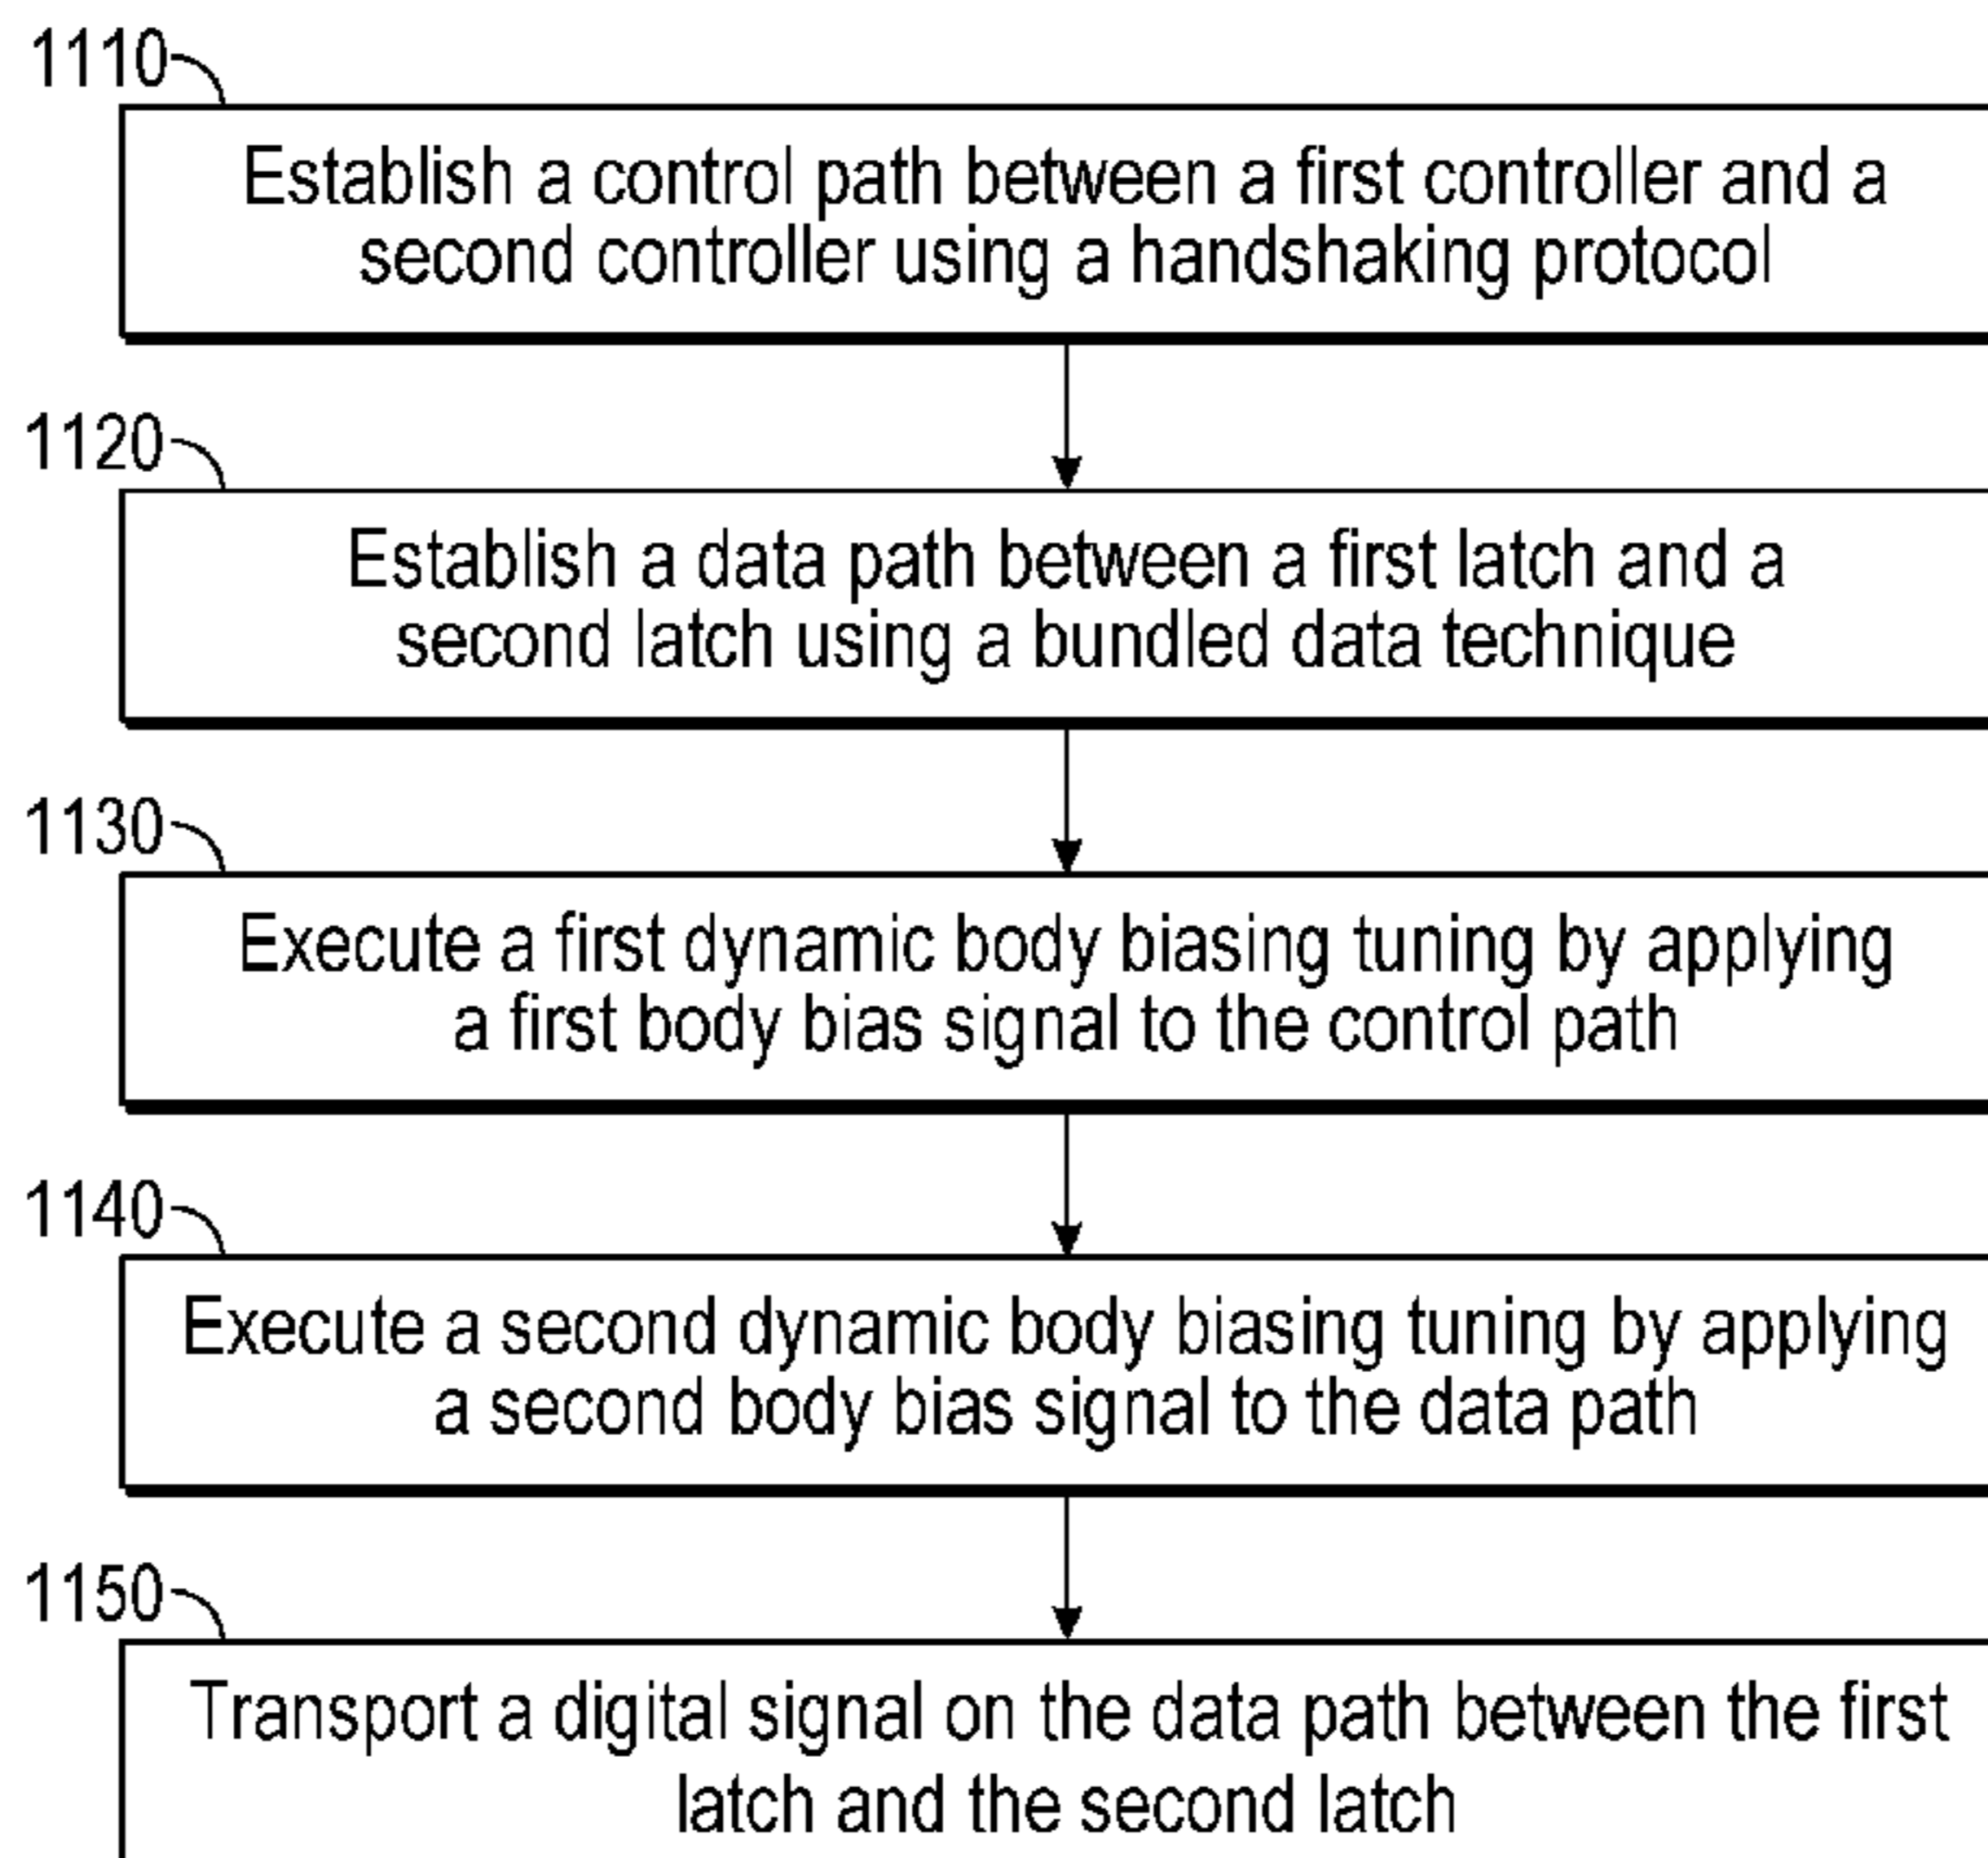 1110
Establish a control path between a first controller and a
second controller using a handshaking protocol
1120
Establish a data path between a first latch and a
second latch using a bundled data technique
1130
Execute a first dynamic body biasing tuning by applying
a first body bias signal to the control path
1140
Execute a second dynamic body biasing tuning by applying
a second body bias signal to the data path
1150
Transport a digital signal on the data path between the first
latch and the second latch